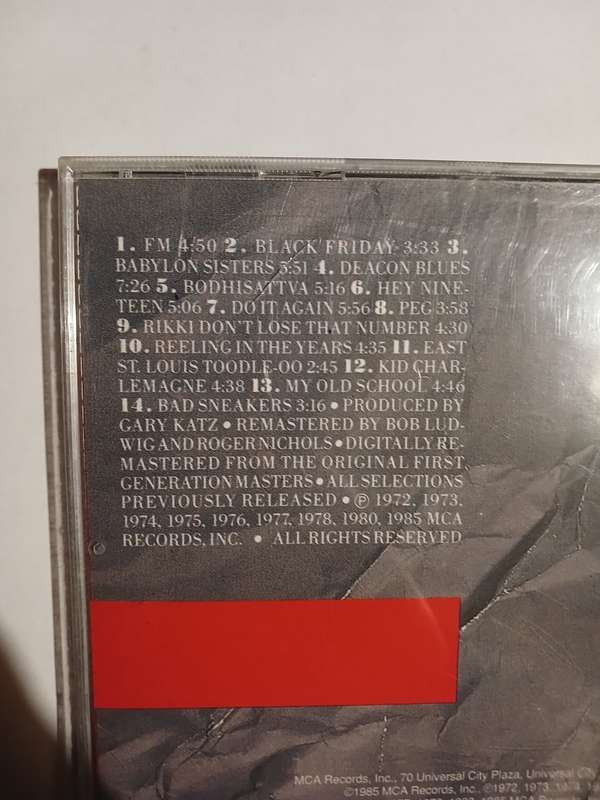 1. FM 4:50 2. BLACK FRIDAY 3:33 3.
BABYLON SISTERS 5:51 4. DEACON BLUES
7:26 5. BODHISATTVA 5:16 6. HEY NINE-
TEEN 5:06 7. DO IT AGAIN 5:56 8. PEG 3:58
9. RIKKI DON'T LOSE THAT NUMBER 4:30
10. REELING IN THE YEARS 4:35 11. EAST
ST. LOUIS TOODLE-OO 2:45 12. KID CHAR-
LEMAGNE 4:38 13. MY OLD SCHOOL 4:46
14. BAD SNEAKERS 3:16 • PRODUCED BY
GARY KATZ • REMASTERED BY BOB LUD-
WIG AND ROGER NICHOLS • DIGITALLY RE-
MASTERED FROM THE ORIGINAL FIRST
GENERATION MASTERS • ALL SELECTIONS
PREVIOUSLY RELEASED • ℗ 1972, 1973,
1974, 1975, 1976, 1977, 1978, 1980, 1985 MCA
RECORDS, INC. • ALL RIGHTS RESERVED
MCA Records, Inc., 70 Universal City Plaza, Universal
©1985 MCA Records, Inc., ℗1972, 1973,